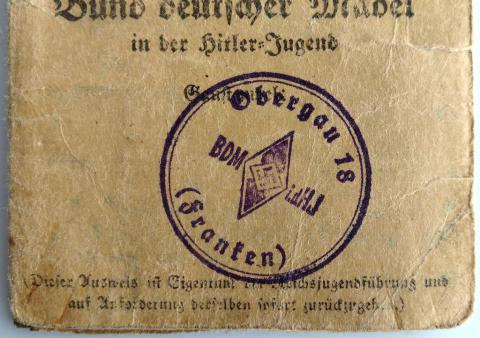 Bund deutscher Mädel
in der Hitler-Jugend
Obergau 18
BDM
(Franken)
(Dieser Ausweis ist Eigentum der Reichsjugendführung und
auf Anforderung derselben sofort zurückzugeben.)